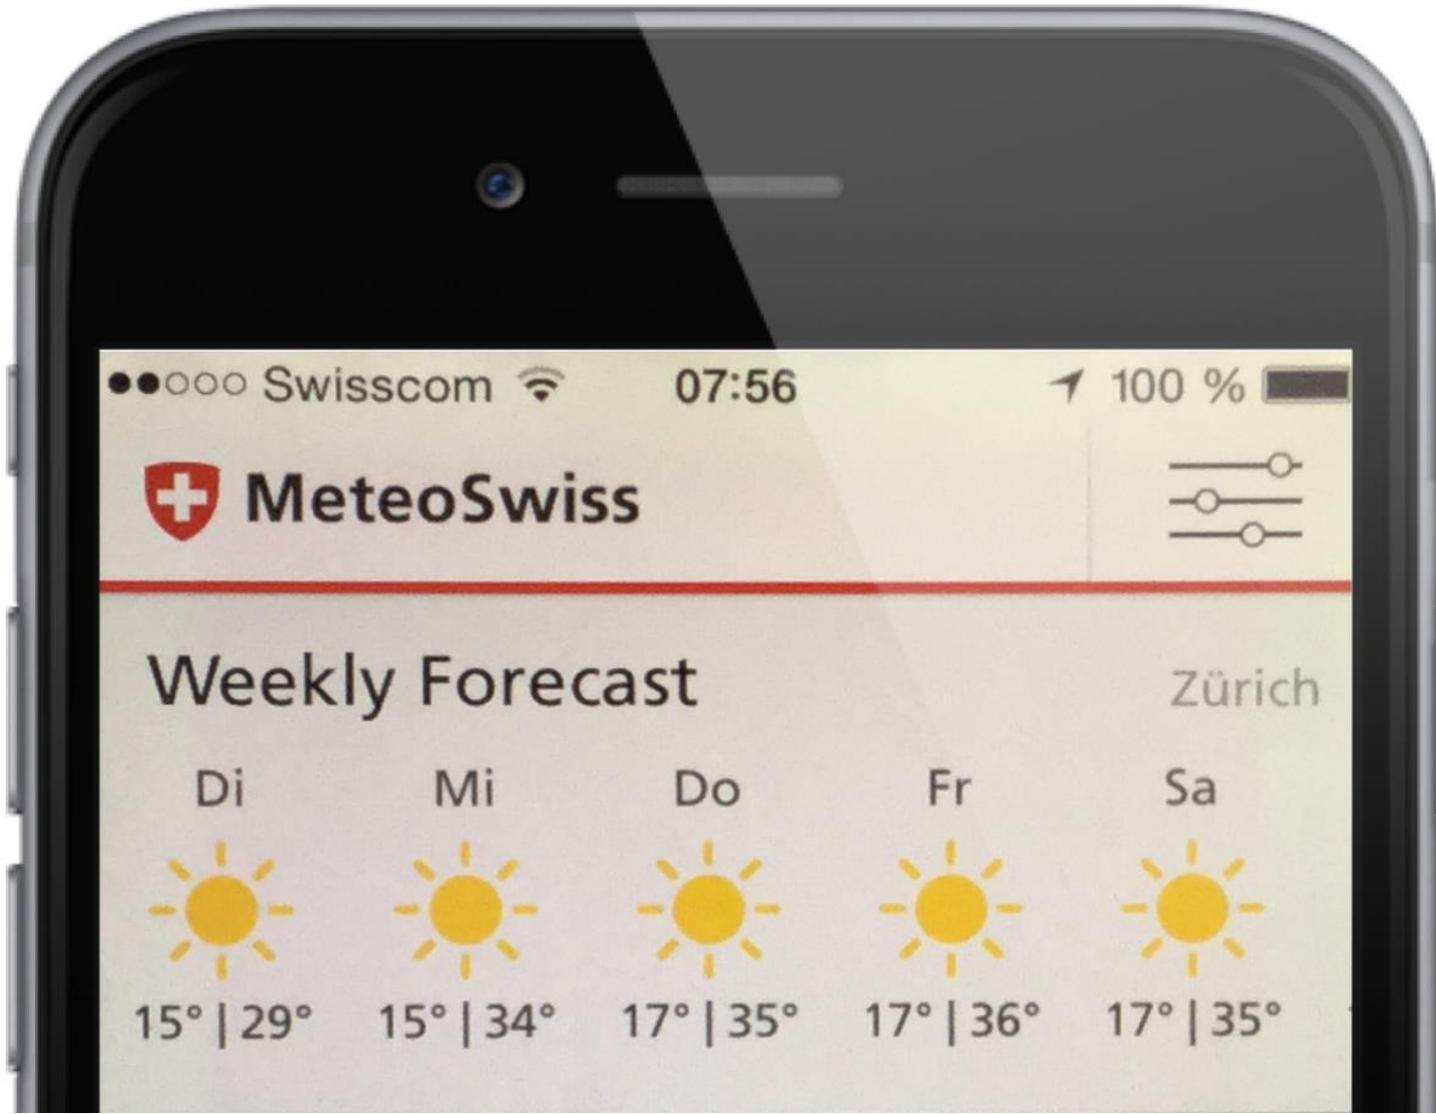 Swisscom 07:56 100 %
MeteoSwiss
Weekly Forecast Zürich
Di Mi Do Fr Sa
15° | 29° 15° | 34° 17° | 35° 17° | 36° 17° | 35°